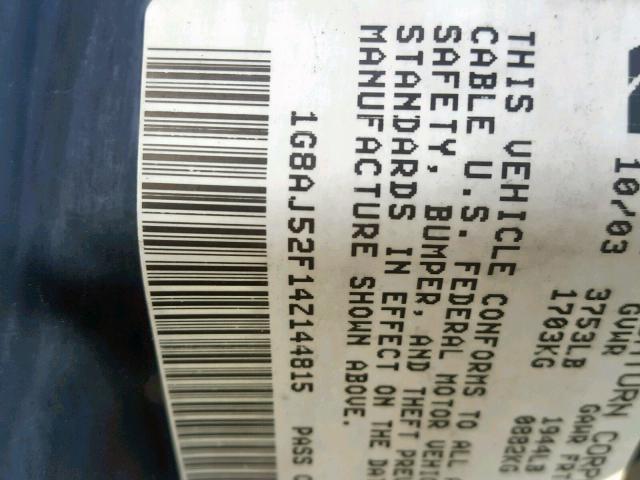 10/03
TURN CORP
GVWR GAWR FRT
3753LB 1944LB
1703KG 0882KG
THIS VEHICLE CONFORMS TO ALL
CABLE U.S. FEDERAL MOTOR VEHIC
SAFETY, BUMPER, AND THEFT PRE
STANDARDS IN EFFECT ON THE DA
MANUFACTURE SHOWN ABOVE.
1G8AJ52F14Z144815 PASS C